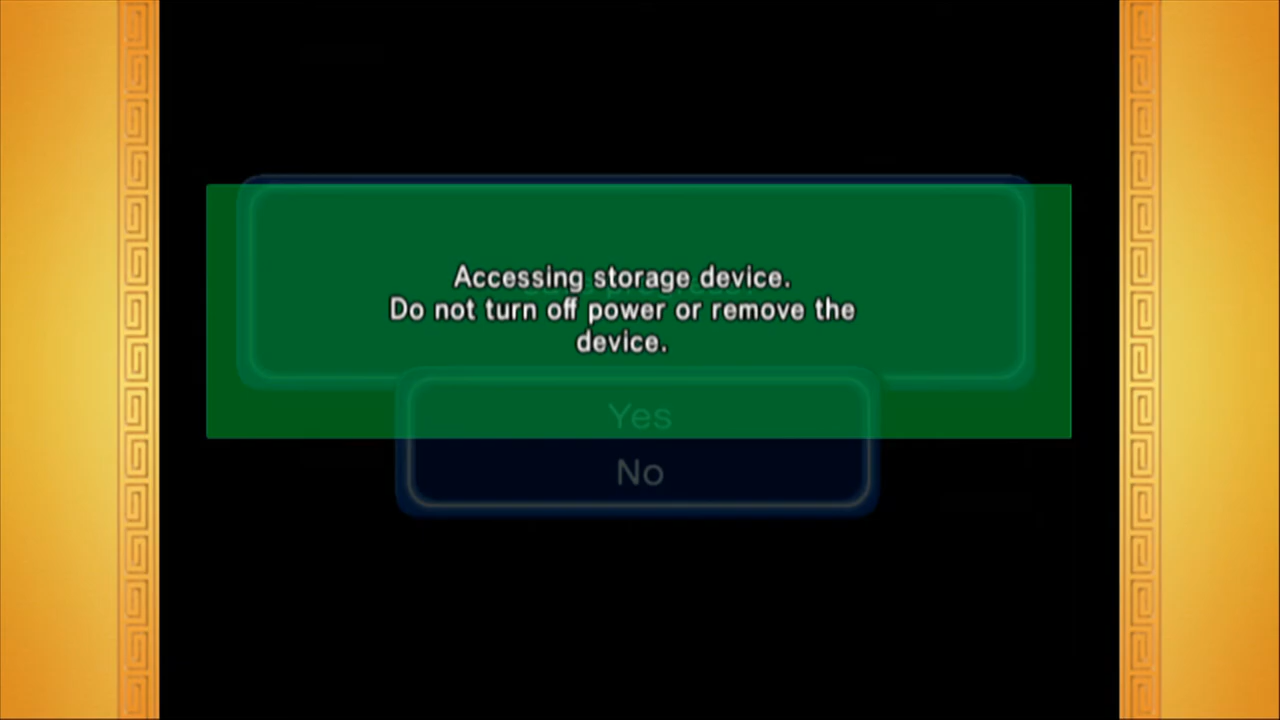 Accessing storage device.
Do not turn off power or remove the
device.
Yes
No